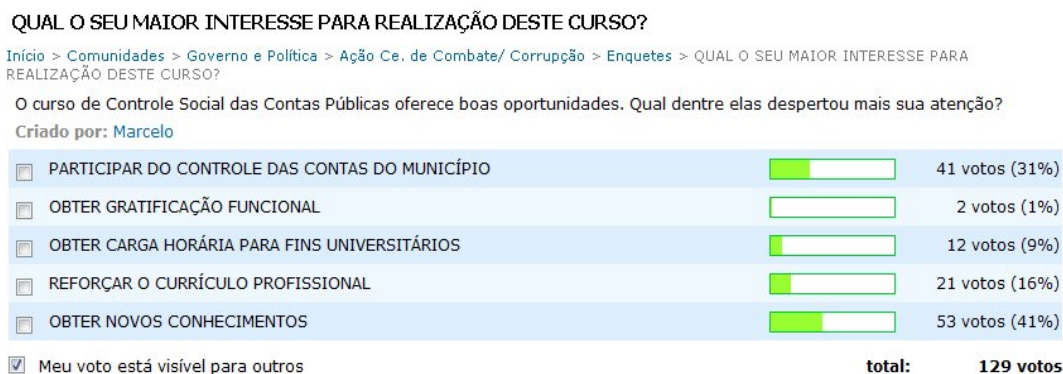 QUAL O SEU MAIOR INTERESSE PARA REALIZAÇÃO DESTE CURSO?
Início > Comunidades > Governo e Política > Ação Ce. de Combate/ Corrupção > Enquetes > QUAL O SEU MAIOR INTERESSE PARA
REALIZAÇÃO DESTE CURSO?
O curso de Controle Social das Contas Públicas oferece boas oportunidades. Qual dentre elas despertou mais sua atenção?
Criado por: Marcelo
PARTICIPAR DO CONTROLE DAS CONTAS DO MUNICÍPIO 41 votos (31%)
OBTER GRATIFICAÇÃO FUNCIONAL 2 votos (1%)
OBTER CARGA HORÁRIA PARA FINS UNIVERSITÁRIOS 12 votos (9%)
REFORÇAR O CURRÍCULO PROFISSIONAL 21 votos (16%)
OBTER NOVOS CONHECIMENTOS 53 votos (41%)
Meu voto está visível para outros total: 129 votos